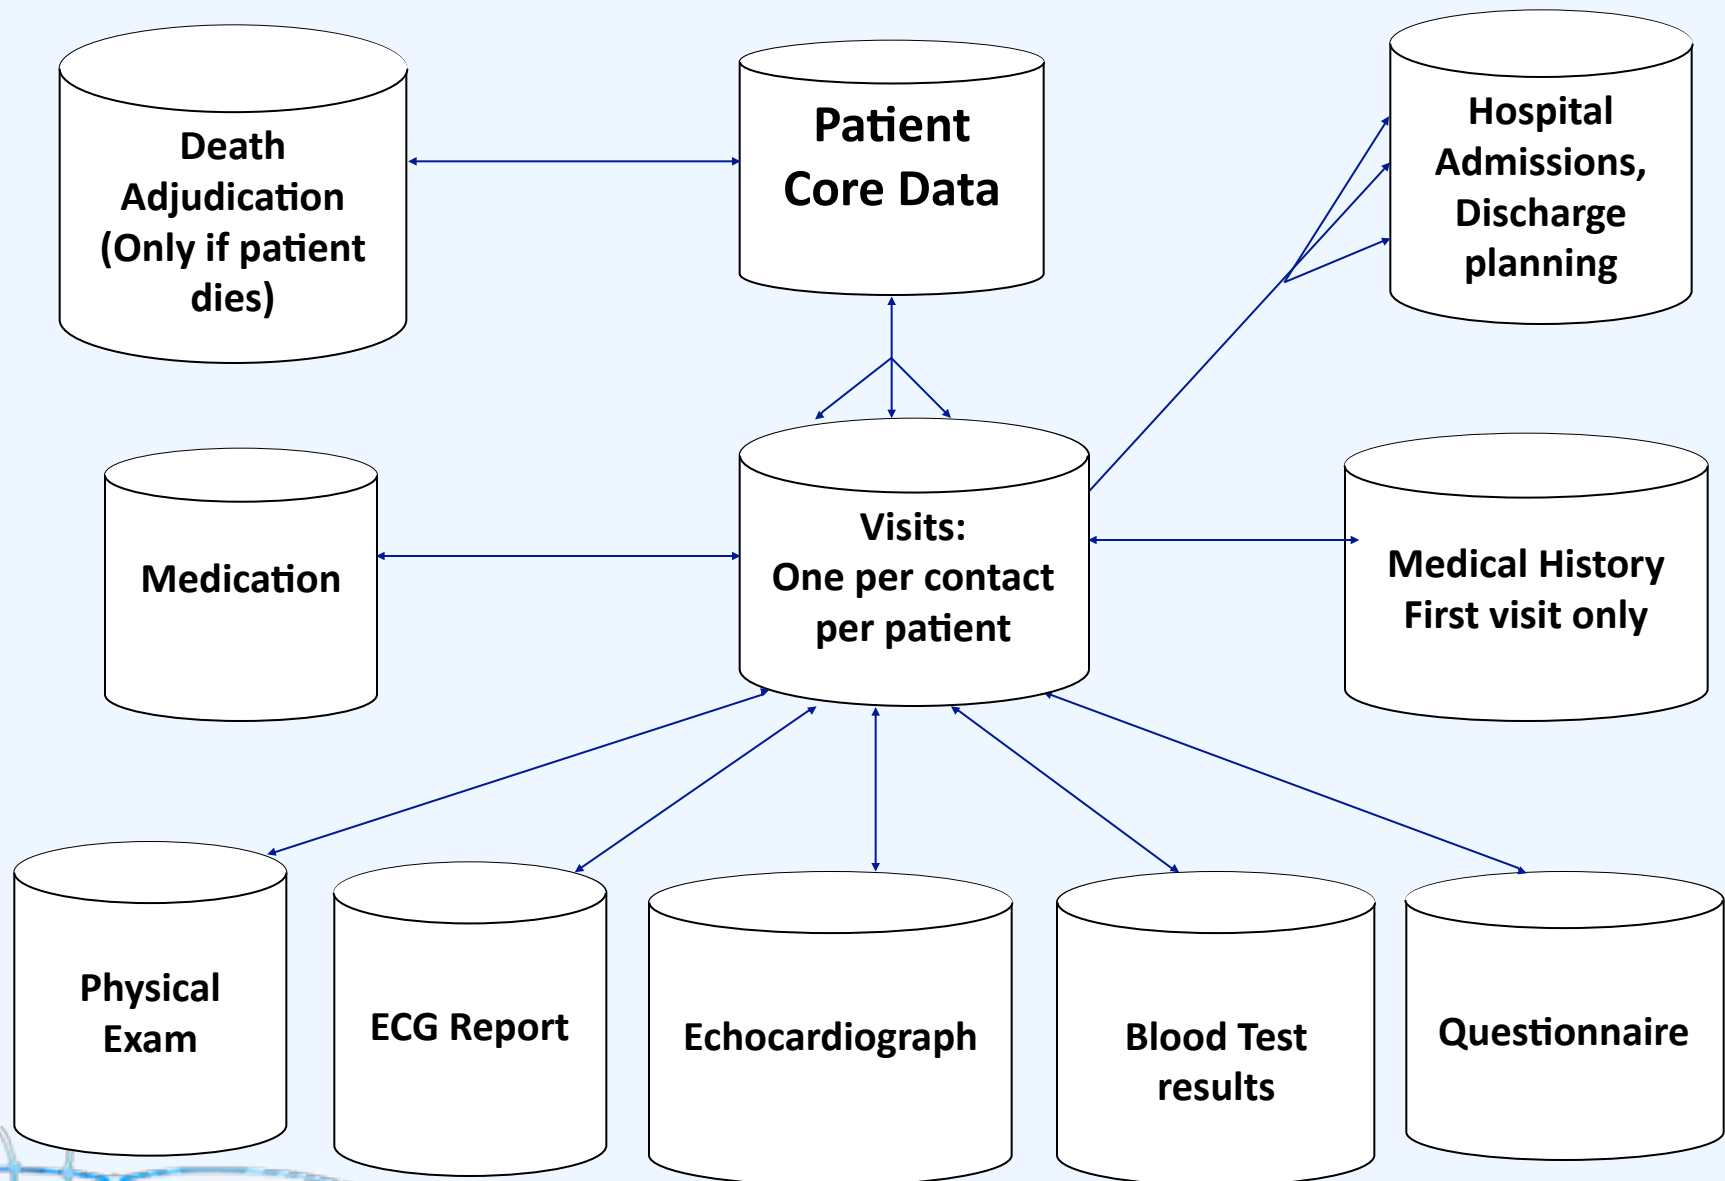 Death
Adjudication
(Only if patient
dies)
Patient
Core Data
Hospital
Admissions,
Discharge
planning
Medication
Visits:
One per contact
per patient
Medical History
First visit only
Physical
Exam
ECG Report
Echocardiograph
Blood Test
results
Questionnaire